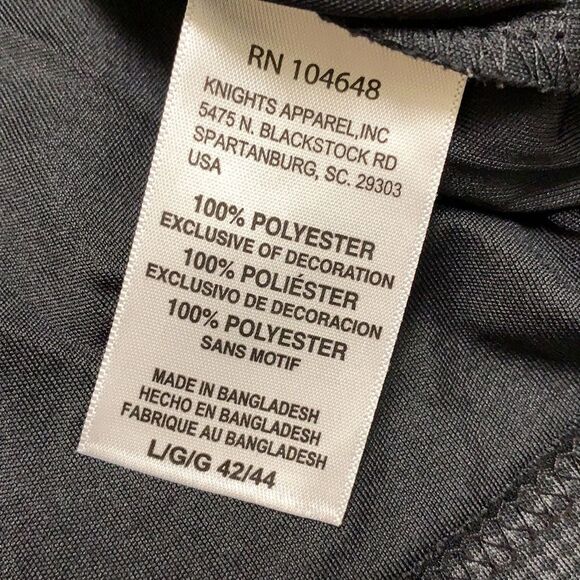 RN 104648
KNIGHTS APPAREL,INC
5475 N. BLACKSTOCK RD
SPARTANBURG, SC. 29303
USA
100% POLYESTER
EXCLUSIVE OF DECORATION
100% POLIÉSTER
EXCLUSIVO DE DECORACION
100% POLYESTER
SANS MOTIF
MADE IN BANGLADESH
HECHO EN BANGLADESH
FABRIQUE AU BANGLADESH
L/G/G 42/44